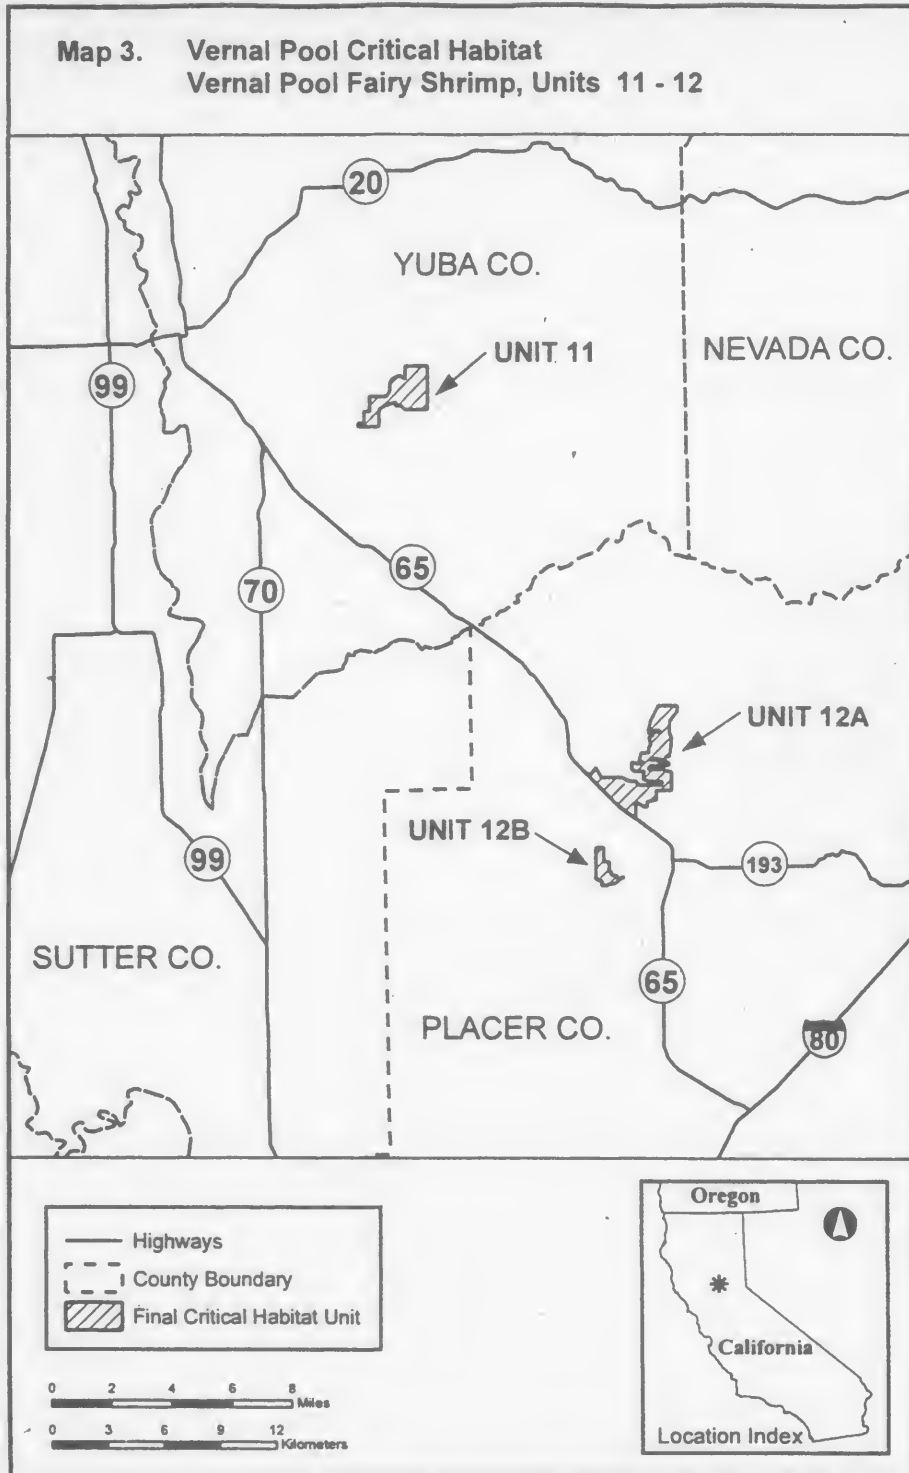 Map 3. Vernal Pool Critical Habitat
Vernal Pool Fairy Shrimp, Units 11 - 12
20
YUBA CO.
UNIT 11
NEVADA CO.
99
65
70
UNIT 12A
UNIT 12B
99
193
SUTTER CO.
65
PLACER CO.
80
Highways
County Boundary
Final Critical Habitat Unit
0 2 4 6 8
Miles
0 3 6 9 12
Kilometers
Oregon
California
Location Index